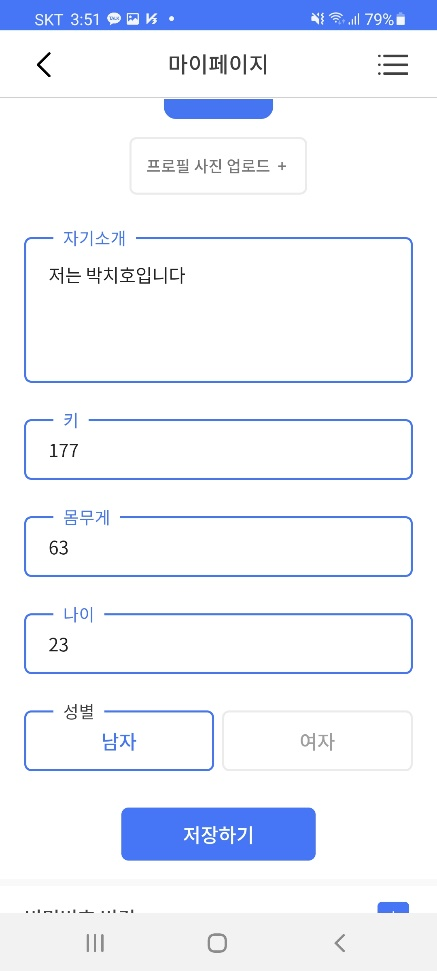 SKT 3:51 79%
마이페이지
프로필 사진 업로드 +
자기소개
저는 박치호입니다
키
177
몸무게
63
나이
23
성별
남자 여자
저장하기